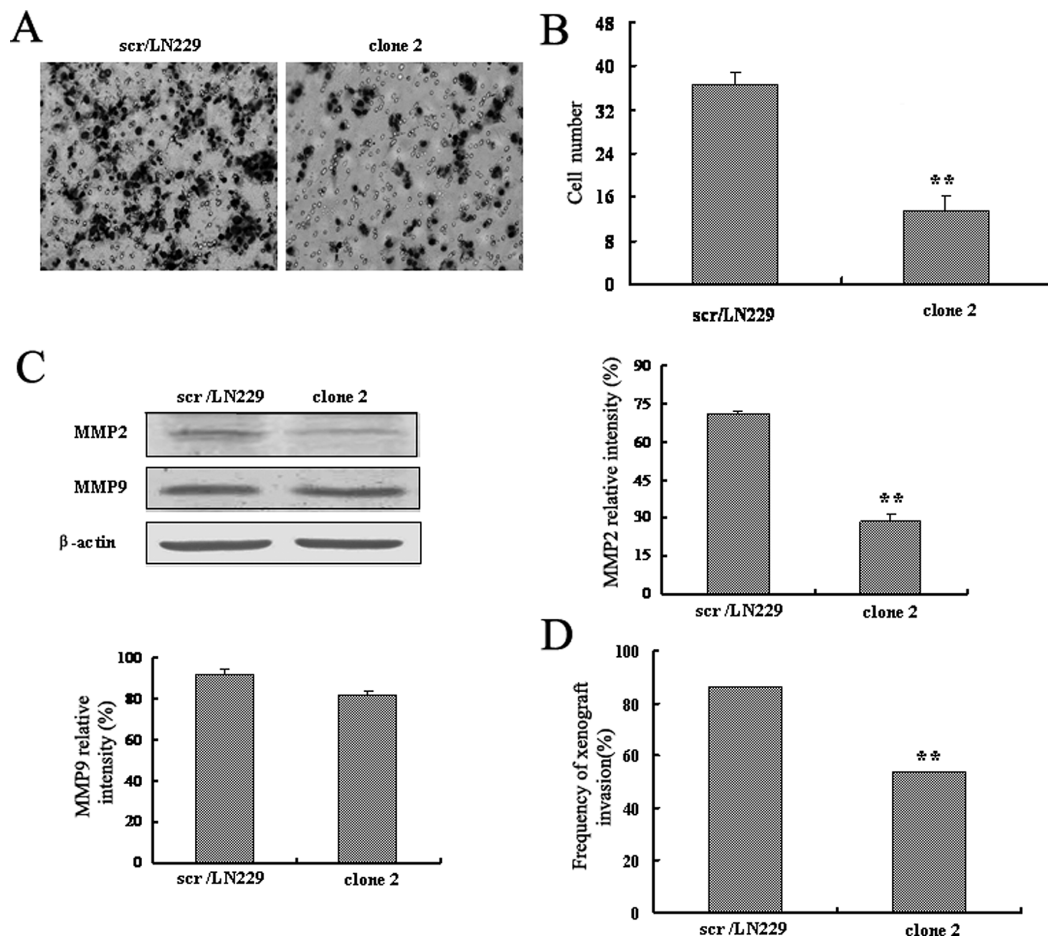 A
scr/LN229
clone 2
B
Cell number
48
40
32
24
16
8
0
**
scr/LN229
clone 2
C
scr /LN229
clone 2
MMP2
MMP9
β-actin
MMP2 relative intensity (%)
90
75
60
45
30
15
0
**
scr/LN229
clone 2
MMP9 relative
intensity (%)
100
80
60
40
20
0
scr /LN229
clone 2
D
Frequency of xenograft
invasion(%)
100
80
60
40
20
0
**
scr /LN229
clone 2